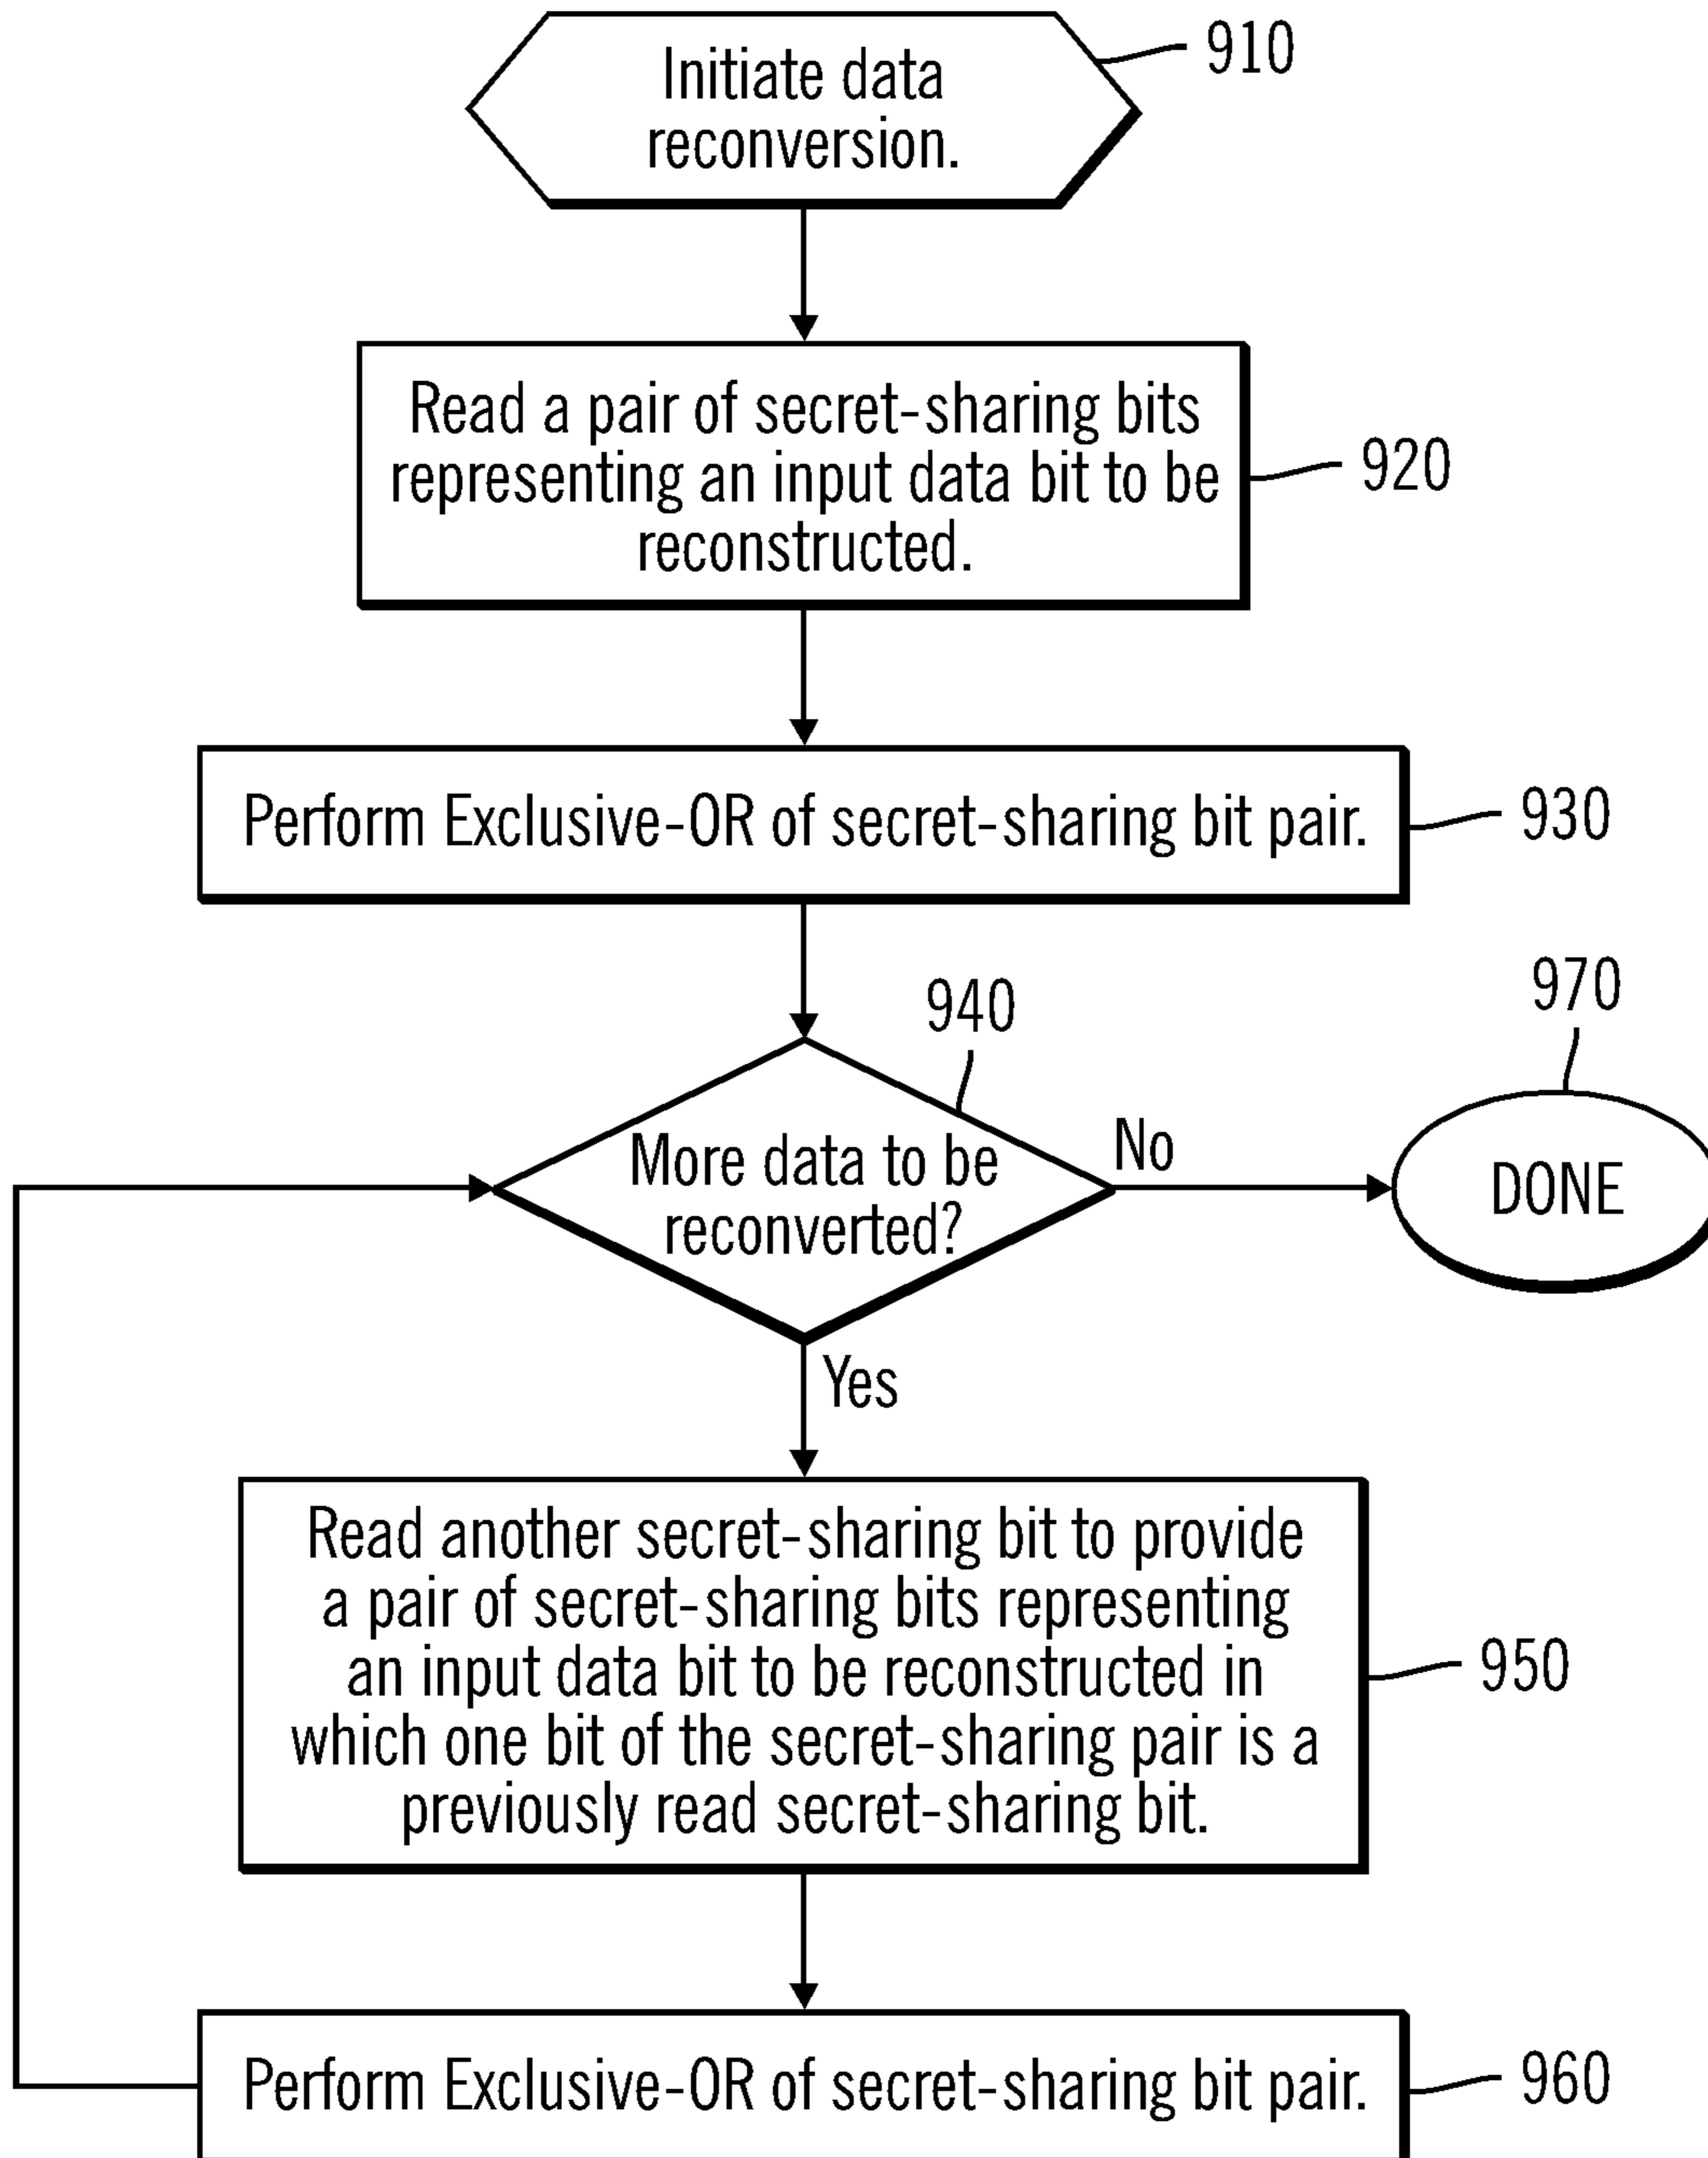 Initiate data
reconversion.
910
Read a pair of secret-sharing bits
representing an input data bit to be
reconstructed.
920
Perform Exclusive-OR of secret-sharing bit pair.
930
940
970
More data to be
reconverted?
No
DONE
Yes
Read another secret-sharing bit to provide
a pair of secret-sharing bits representing
an input data bit to be reconstructed in
which one bit of the secret-sharing pair is a
previously read secret-sharing bit.
950
Perform Exclusive-OR of secret-sharing bit pair.
960